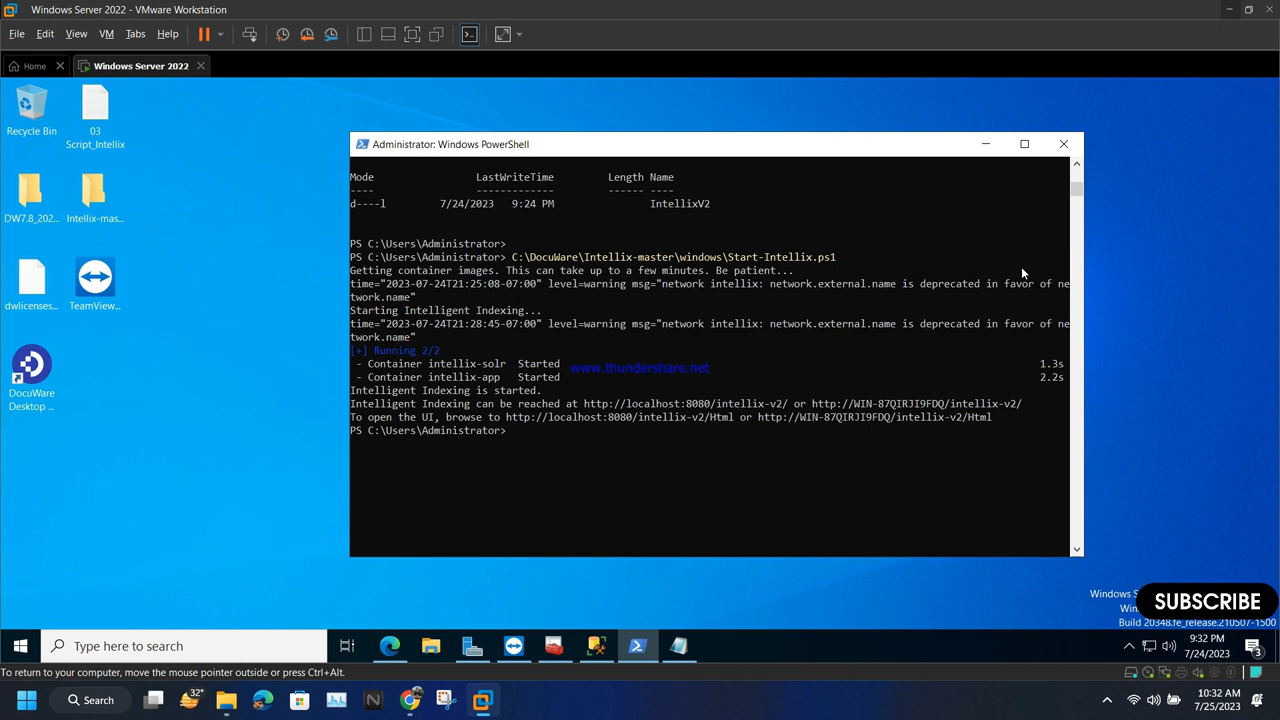 Windows Server 2022 - VMware Workstation
File Edit View VM Tabs Help
Home
Windows Server 2022
Recycle Bin
03
Script_Intellix
DW7.8_202...
Intellix-mas...
dwlicenses...
TeamView...
DocuWare
Desktop ...
Administrator: Windows PowerShell
Mode LastWriteTime Length Name
---- ------------- ------ ----
d----l 7/24/2023 9:24 PM IntellixV2
PS C:\Users\Administrator>
PS C:\Users\Administrator> C:\DocuWare\Intellix-master\windows\Start-Intellix.ps1
Getting container images. This can take up to a few minutes. Be patient...
time="2023-07-24T21:25:08-07:00" level=warning msg="network intellix: network.external.name is deprecated in favor of ne
twork.name"
Starting Intelligent Indexing...
time="2023-07-24T21:28:45-07:00" level=warning msg="network intellix: network.external.name is deprecated in favor of ne
twork.name"
[+] Running 2/2
- Container intellix-solr Started 1.3s
www.thundershare.net
- Container intellix-app Started 2.2s
Intelligent Indexing is started.
Intelligent Indexing can be reached at http://localhost:8080/intellix-v2/ or http://WIN-87QIRJI9FDQ/intellix-v2/
To open the UI, browse to http://localhost:8080/intellix-v2/Html or http://WIN-87QIRJI9FDQ/intellix-v2/Html
PS C:\Users\Administrator>
Windows S
SUBSCRIBE
Build 20348.fe_release.210507-1500
Type here to search
9:32 PM
7/24/2023
3
To return to your computer, move the mouse pointer outside or press Ctrl+Alt.
Search
32°
10:32 AM
7/25/2023